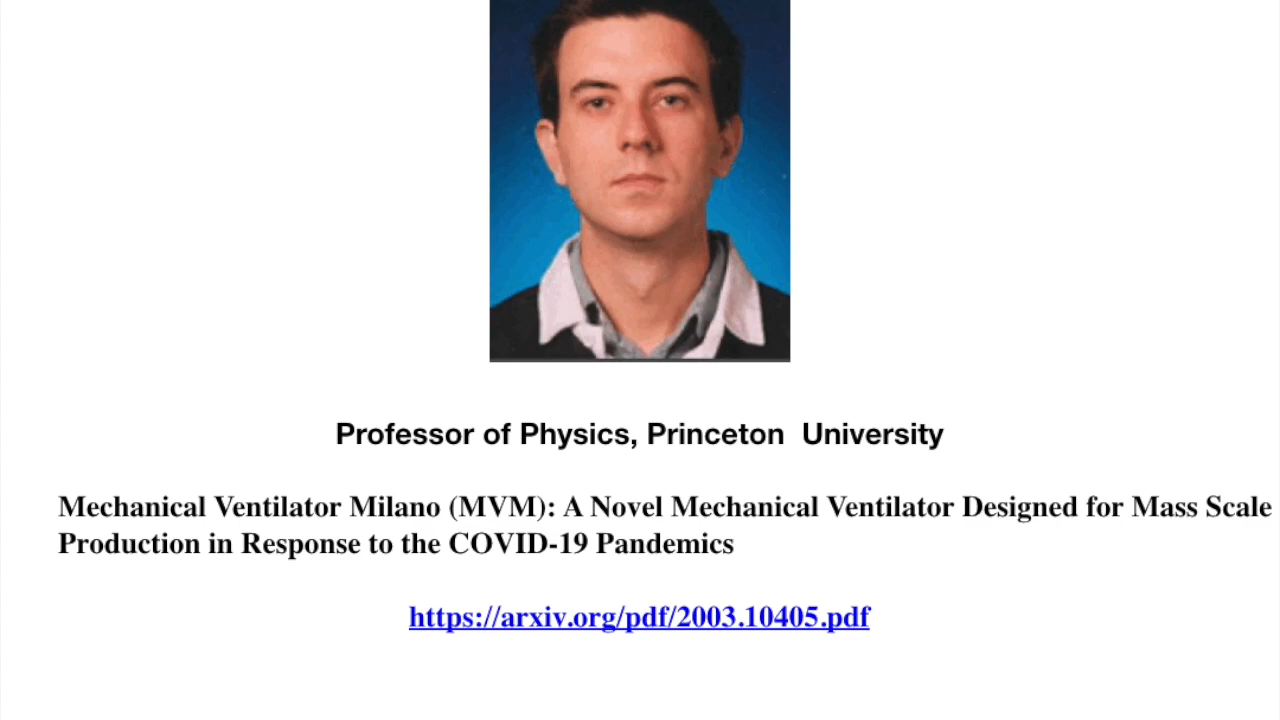 Professor of Physics, Princeton University
Mechanical Ventilator Milano (MVM): A Novel Mechanical Ventilator Designed for Mass Scale
Production in Response to the COVID-19 Pandemics
https://arxiv.org/pdf/2003.10405.pdf